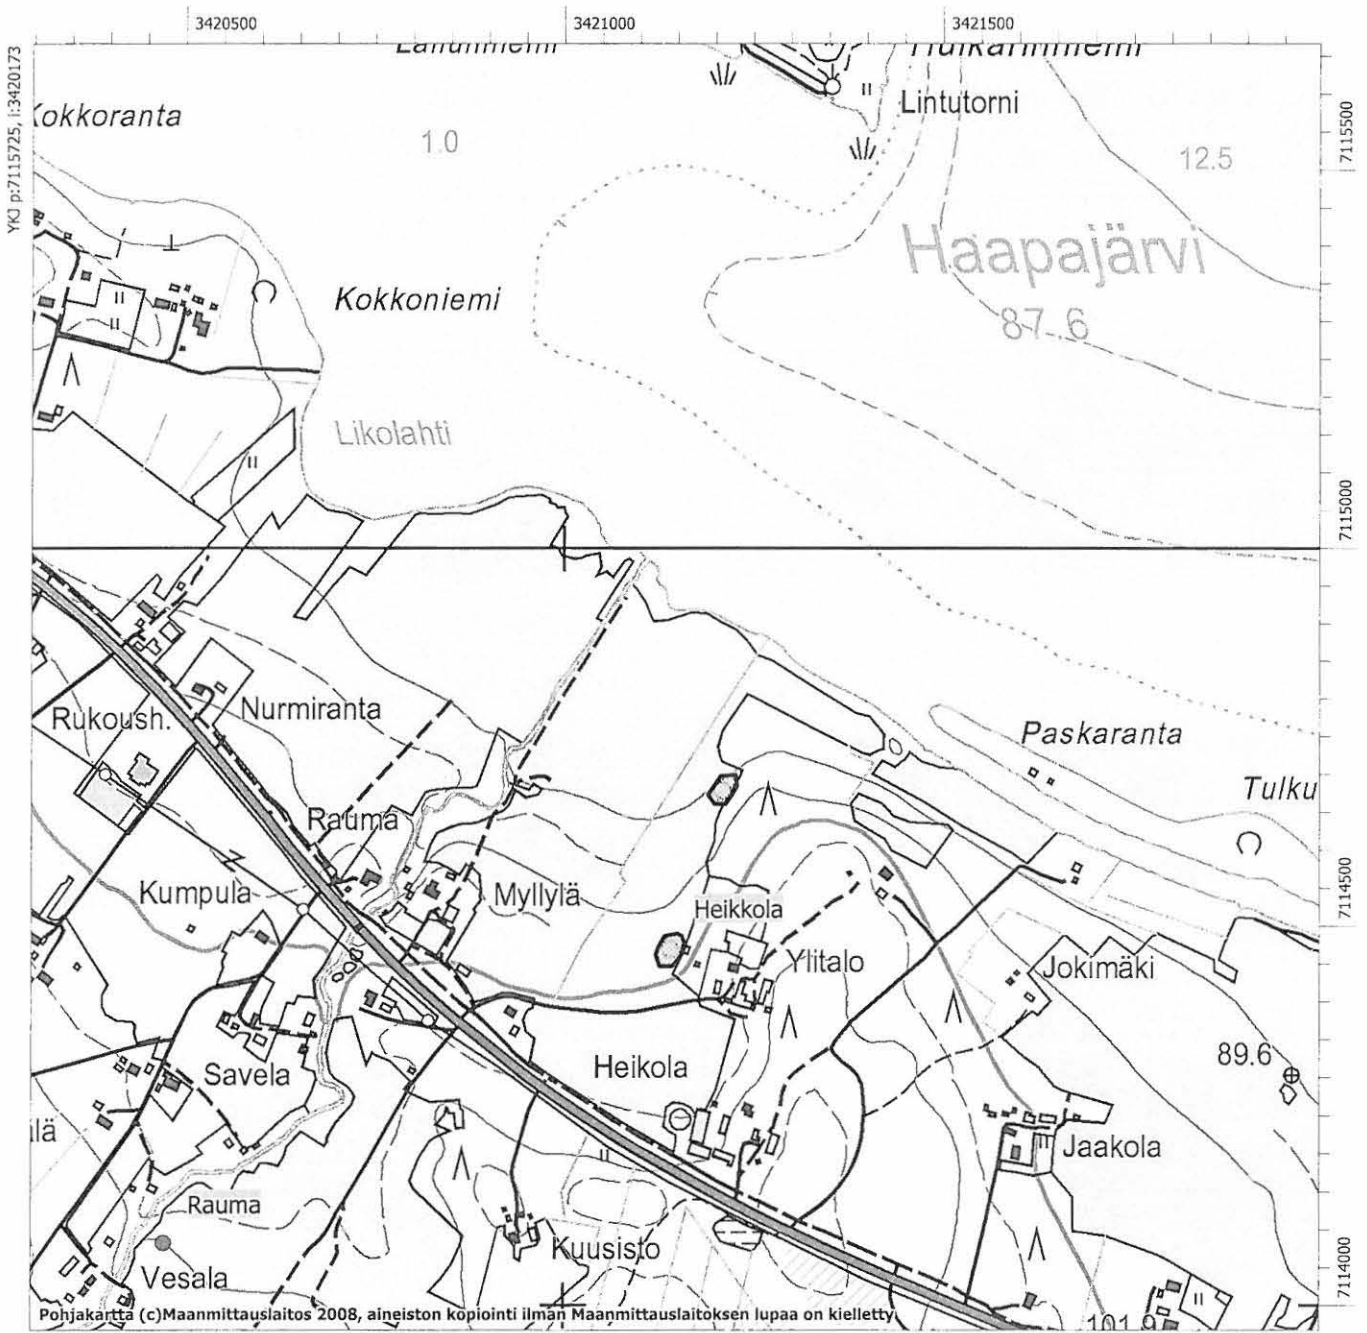 3420500
3421000
3421500
YKJ p:7115725, i:3420173
7115500
Lintutorni
Kokkoranta
1.0
12.5
Haapajärvi
87.6
Kokkoniemi
Likolahti
7115000
Nurmiranta
Rukoush.
Paskaranta
Tulku
Rauma
Kumpula
Myllylä
Heikkola
7114500
Ylitalo
Jokimäki
Savela
Heikola
89.6
Jaakola
Rauma
Kuusisto
Vesala
7114000
Pohjakartta (c)Maanmittauslaitos 2008, aineiston kopiointi ilman Maanmittauslaitoksen lupaa on kielletty
101.9